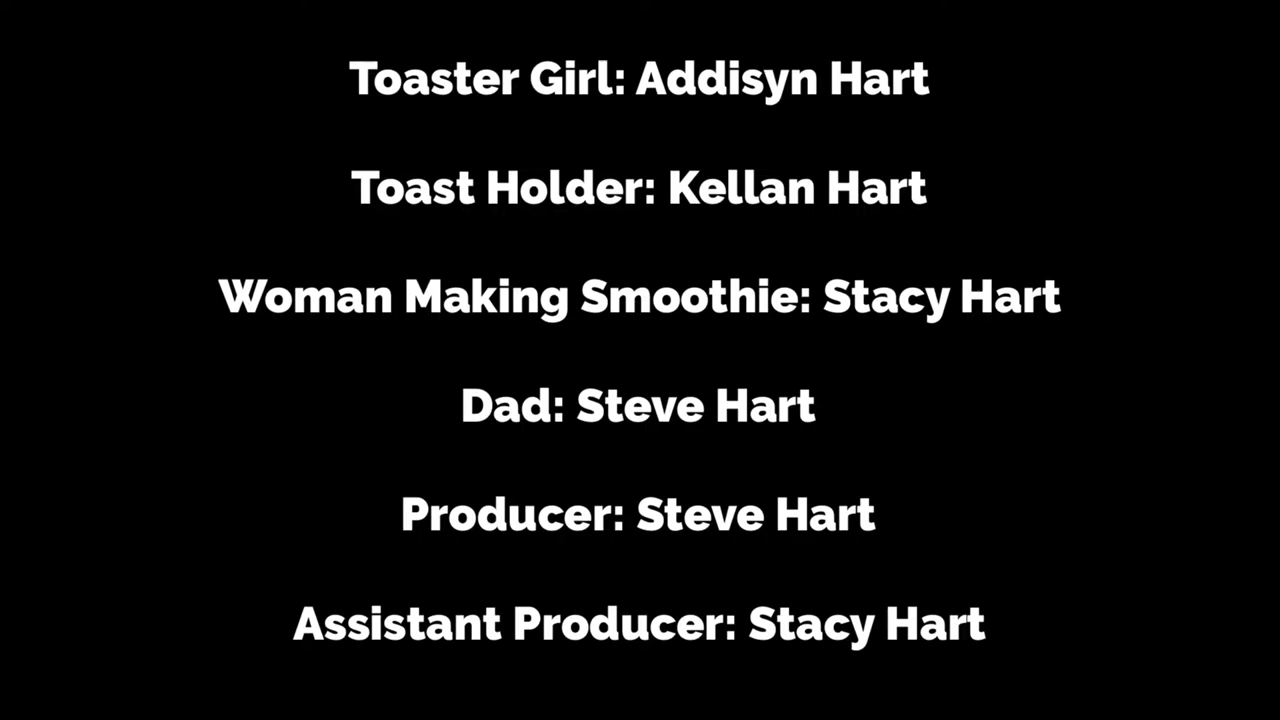 Toaster Girl: Addisyn Hart
Toast Holder: Kellan Hart
Woman Making Smoothie: Stacy Hart
Dad: Steve Hart
Producer: Steve Hart
Assistant Producer: Stacy Hart